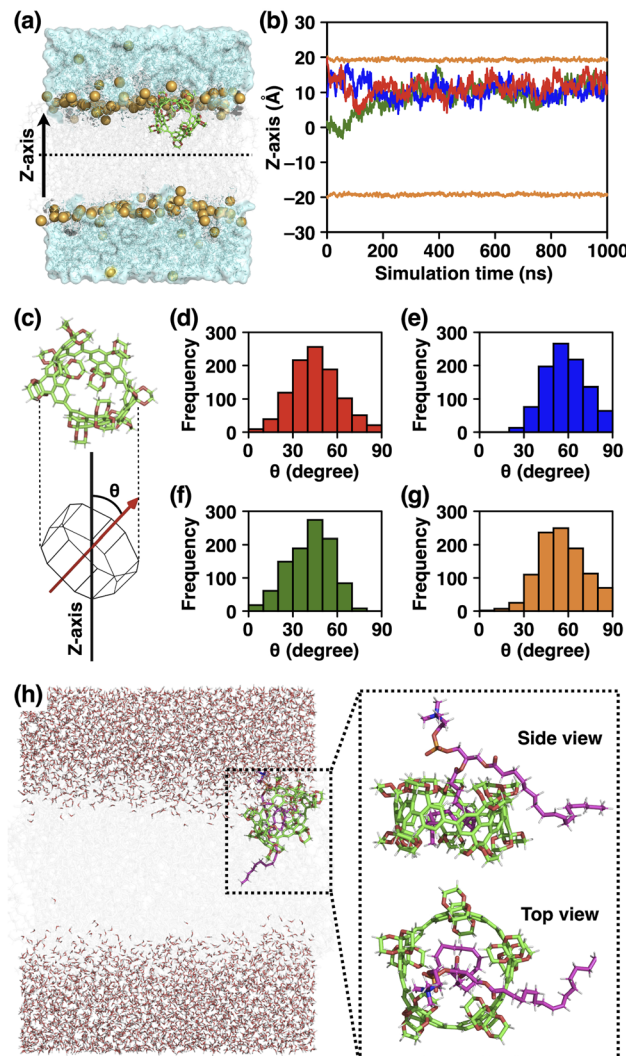 (a)
Z-axis
(b)
30
20
10
0
−10
−20
−30
Z-axis (Å)
0 200 400 600 800 1000
Simulation time (ns)
(c)
θ
Z-axis
(d)
300
200
100
0
Frequency
0 30 60 90
θ (degree)
(e)
300
200
100
0
Frequency
0 30 60 90
θ (degree)
(f)
300
200
100
0
Frequency
0 30 60 90
θ (degree)
(g)
300
200
100
0
Frequency
0 30 60 90
θ (degree)
(h)
Side view
Top view